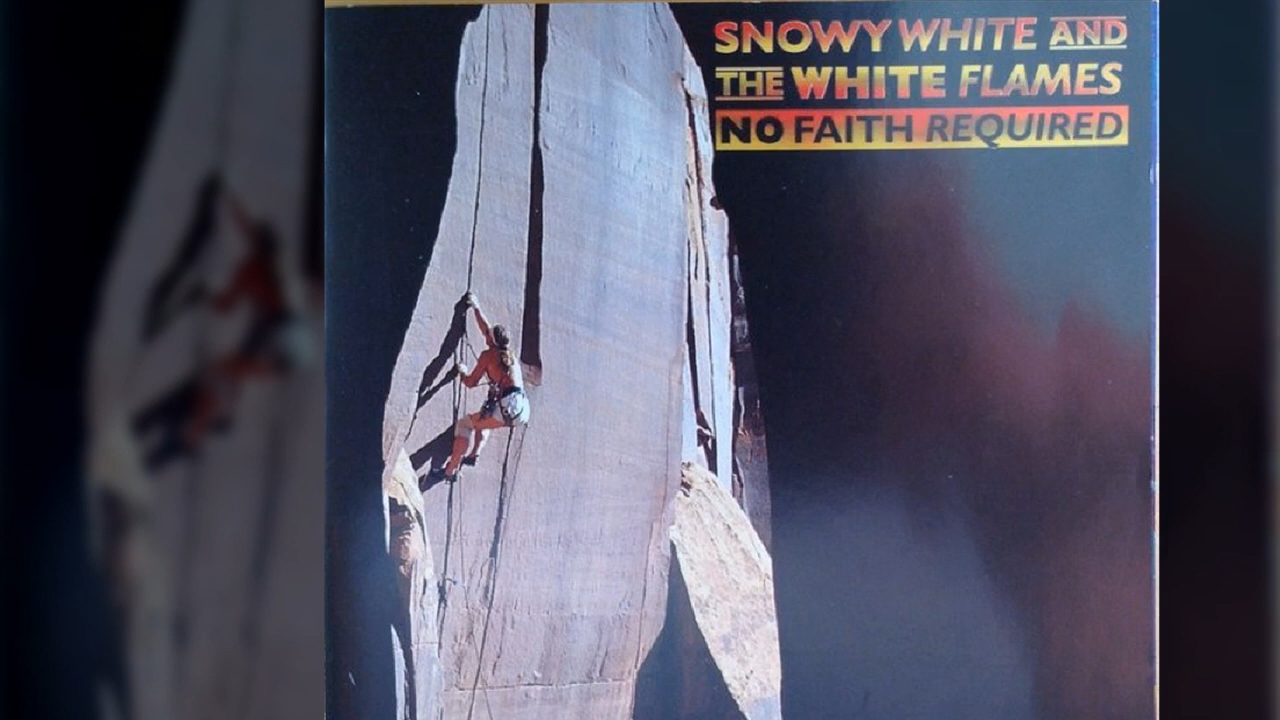 SNOWY WHITE AND
THE WHITE FLAMES
NO FAITH REQUIRED